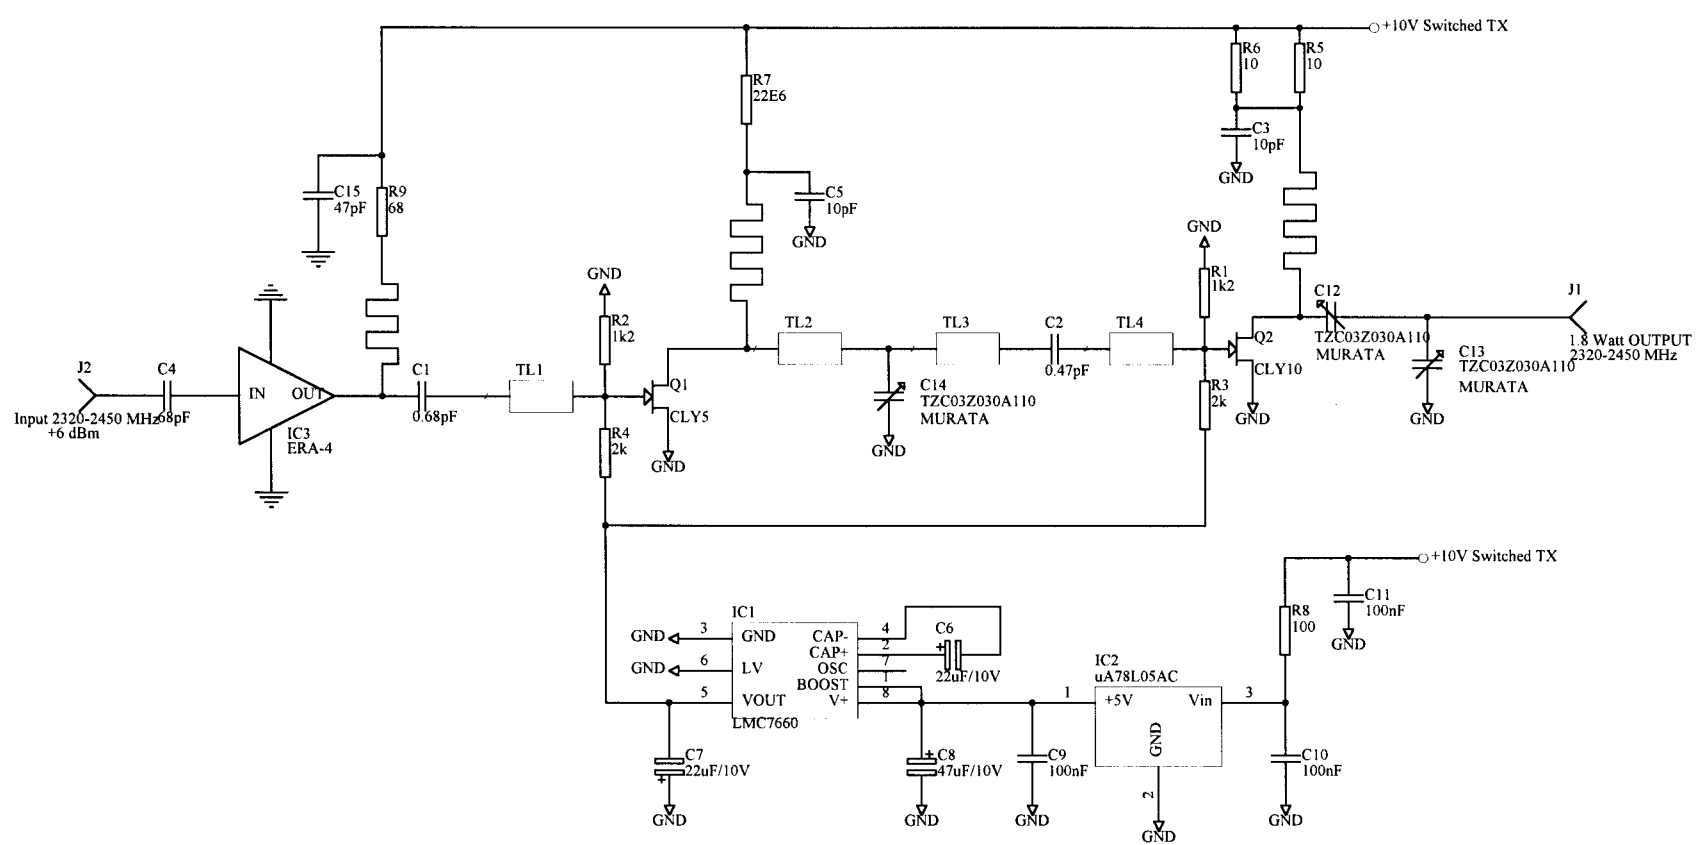 +10V Switched TX
R6
10
R5
10
R7
22E6
C3
10pF
GND
C15
47pF
R9
68
C5
10pF
GND
GND
R1
1k2
GND
R2
1k2
J2
C4
68pF
Input 2320-2450 MHz
+6 dBm
IN
OUT
IC3
ERA-4
C1
0.68pF
TL1
Q1
CLY5
GND
R4
2k
TL2
TL3
C2
0.47pF
TL4
C14
TZC03Z030A110
MURATA
GND
Q2
CLY10
GND
R3
2k
C12
TZC03Z030A110
MURATA
C13
TZC03Z030A110
MURATA
GND
J1
1.8 Watt OUTPUT
2320-2450 MHz
+10V Switched TX
C11
100nF
GND
R8
100
IC1
GND 3 GND CAP- 4
CAP+ 2
GND 6 LV OSC 7
BOOST 1
5 VOUT V+ 8
LMC7660
C6
22uF/10V
IC2
uA78L05AC
1 +5V Vin 3
GND
2
GND
C7
22uF/10V
GND
C8
47uF/10V
GND
C9
100nF
GND
C10
100nF
GND